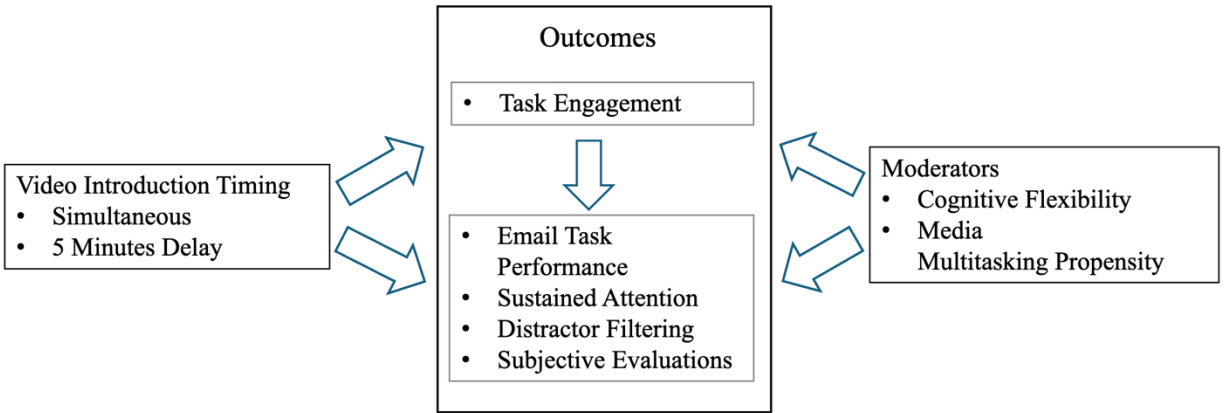 Outcomes
• Task Engagement
Video Introduction Timing
• Simultaneous
• 5 Minutes Delay
• Email Task
Performance
• Sustained Attention
• Distractor Filtering
• Subjective Evaluations
Moderators
• Cognitive Flexibility
• Media
Multitasking Propensity